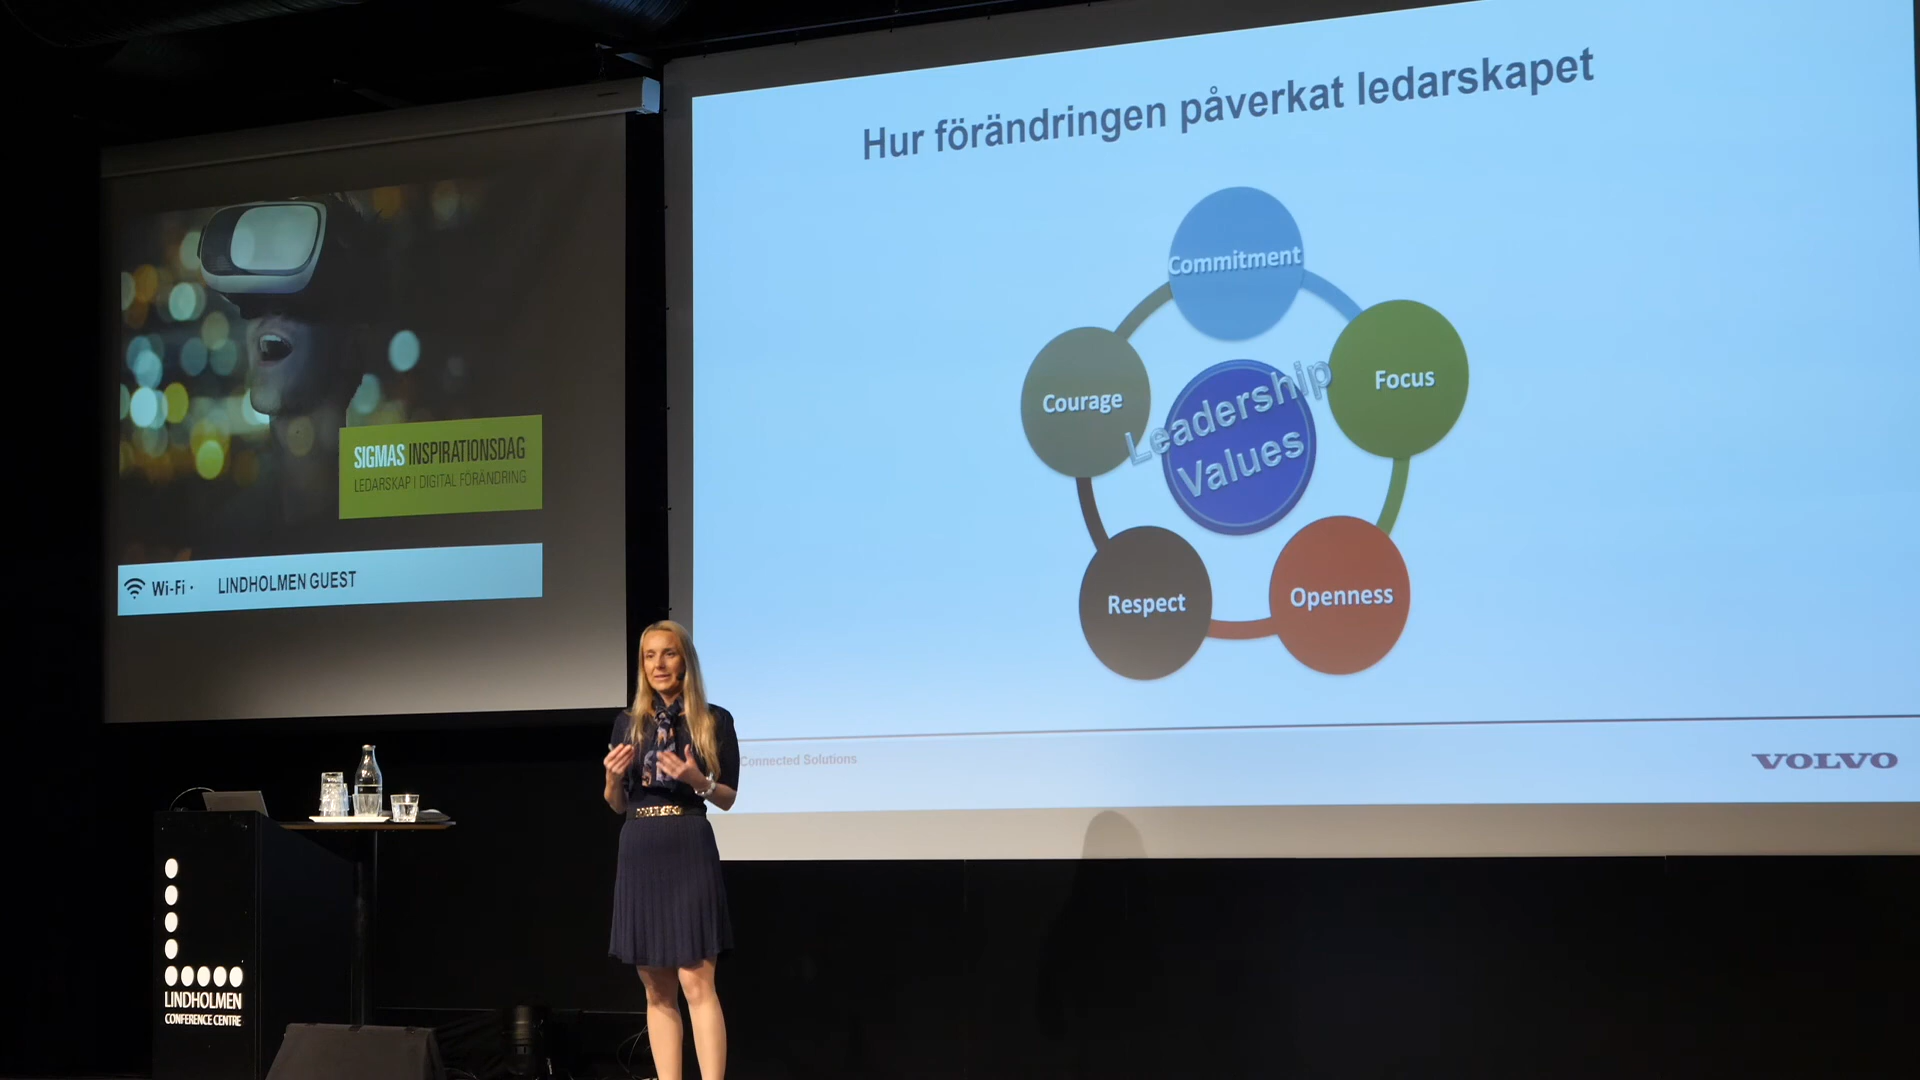 Hur förändringen påverkat ledarskapet
Commitment
Focus
Courage
Leadership
Values
Respect
Openness
Connected Solutions
VOLVO
SIGMAS INSPIRATIONSDAG
LEDARSKAP I DIGITAL FÖRÄNDRING
Wi-Fi · LINDHOLMEN GUEST
LINDHOLMEN
CONFERENCE CENTRE